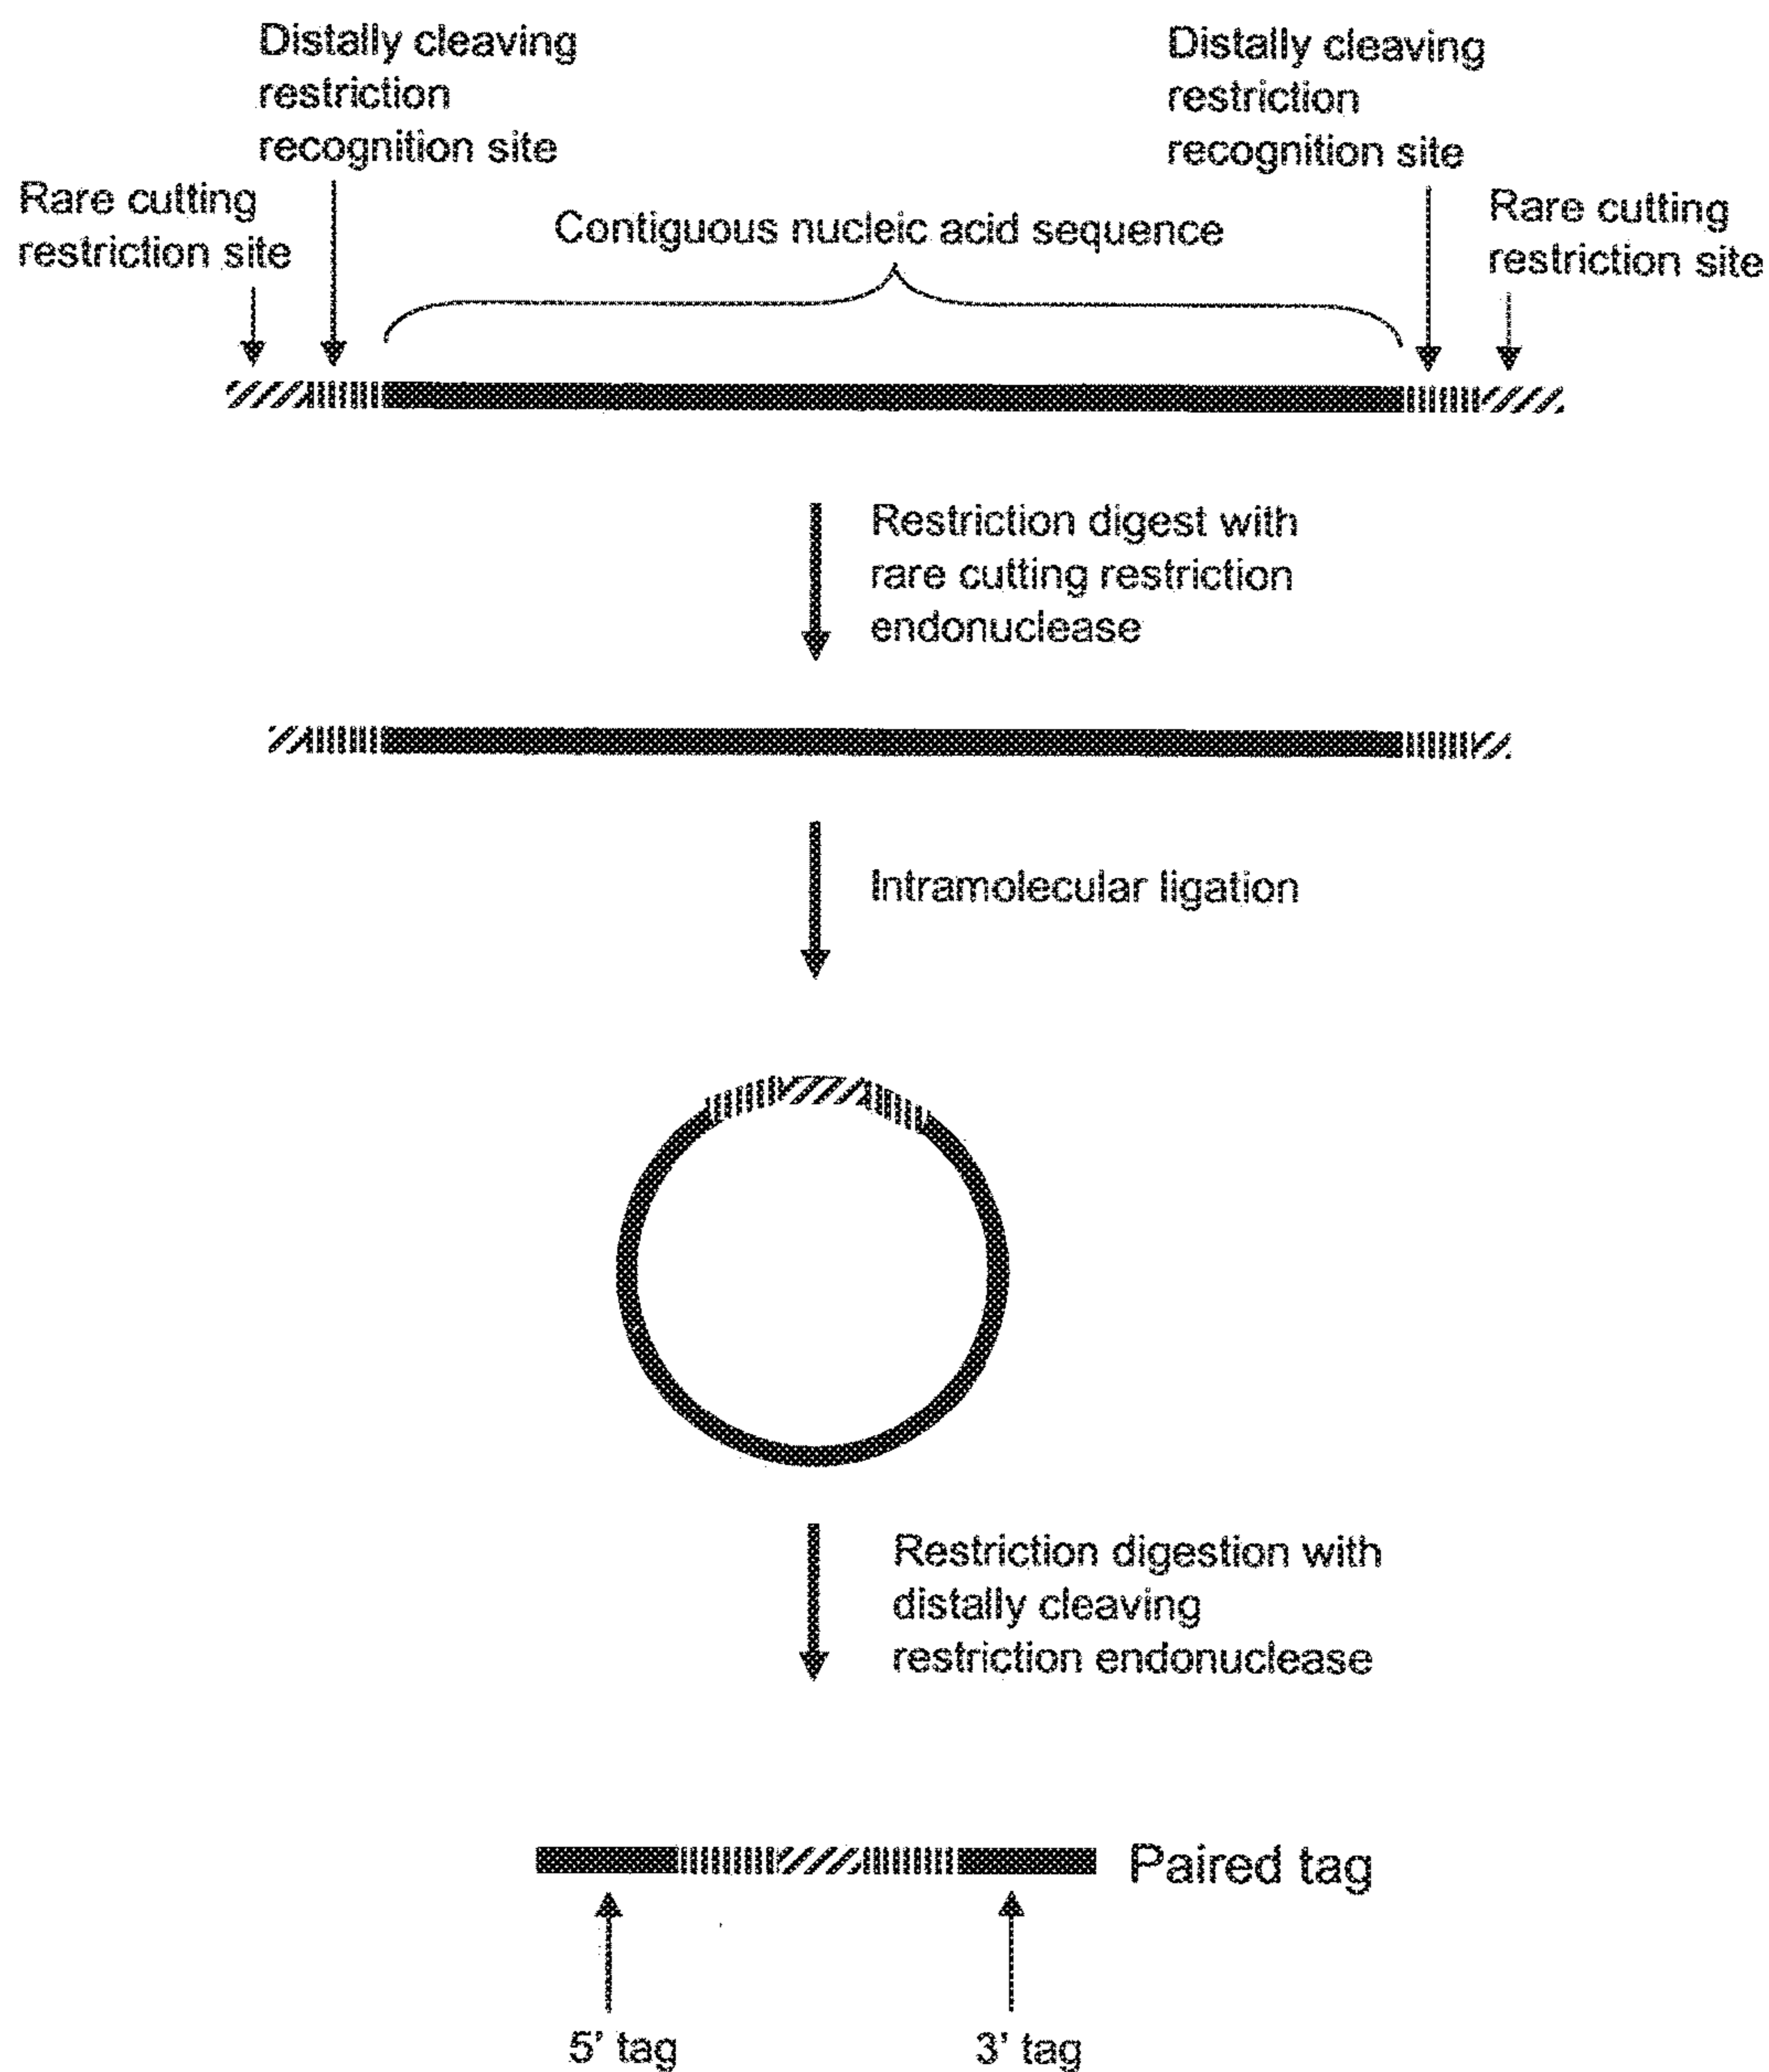 Distally cleaving
restriction
recognition site
Distally cleaving
restriction
recognition site
Rare cutting
restriction site
Contiguous nucleic acid sequence
Rare cutting
restriction site
Restriction digest with
rare cutting restriction
endonuclease
Intramolecular ligation
Restriction digestion with
distally cleaving
restriction endonuclease
Paired tag
5' tag
3' tag